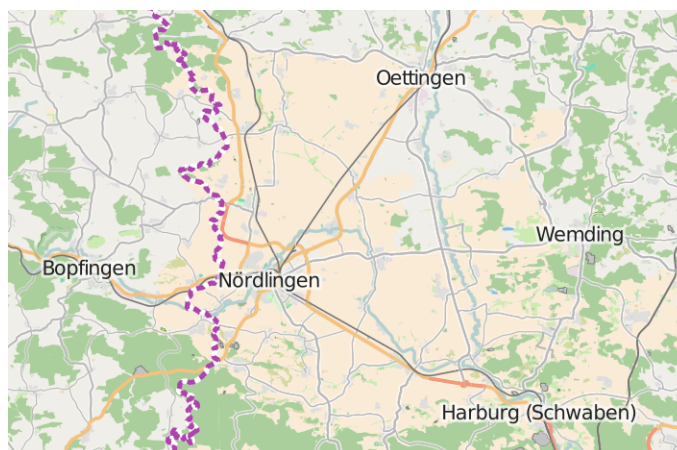 Oettingen
Wemding
Bopfingen
Nördlingen
Harburg (Schwaben)